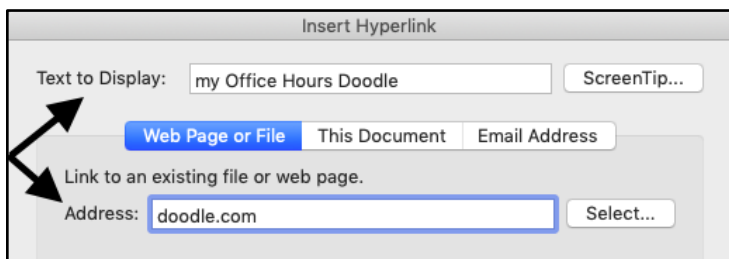 Insert Hyperlink
Text to Display: my Office Hours Doodle ScreenTip...
Web Page or File This Document Email Address
Link to an existing file or web page.
Address: doodle.com Select...